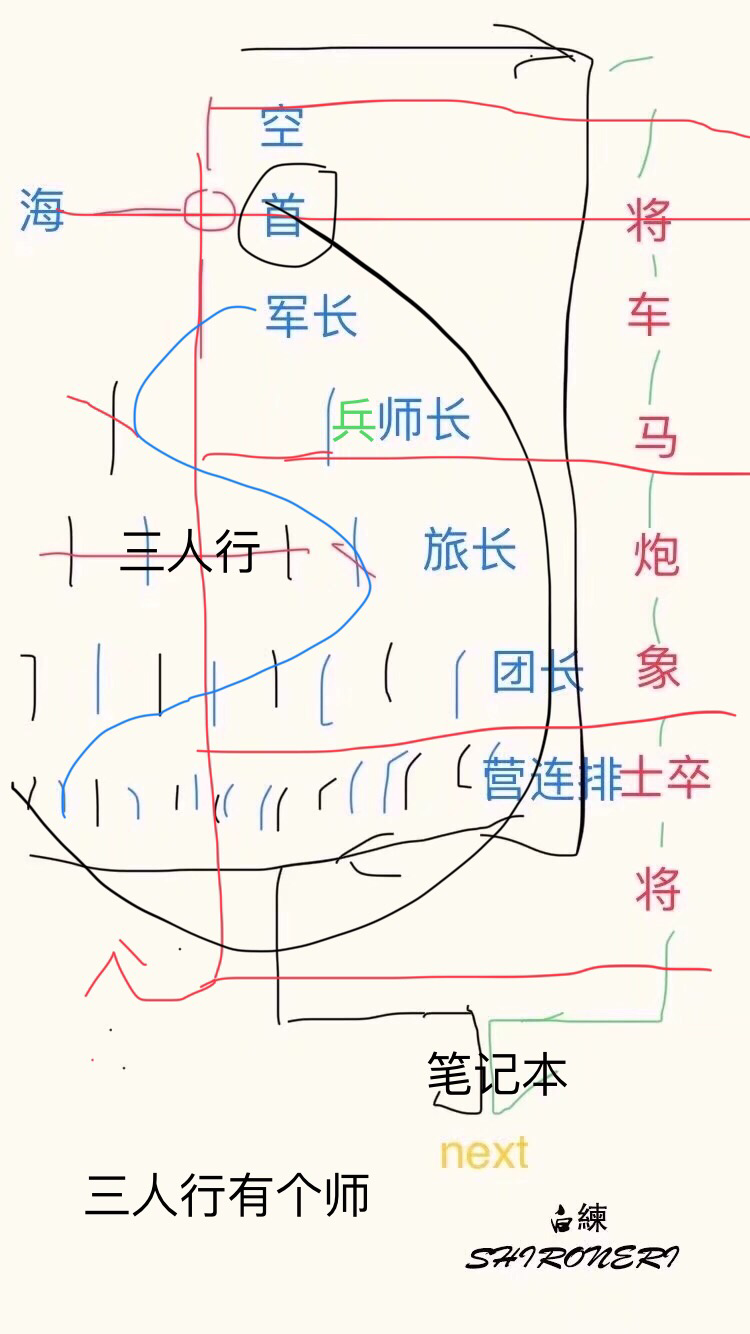 空
海
首
将
军长
车
兵师长
马
三人行
旅长
炮
团长
象
营连排
士卒
将
笔记本
next
三人行有个师
白練
SHIRONERI